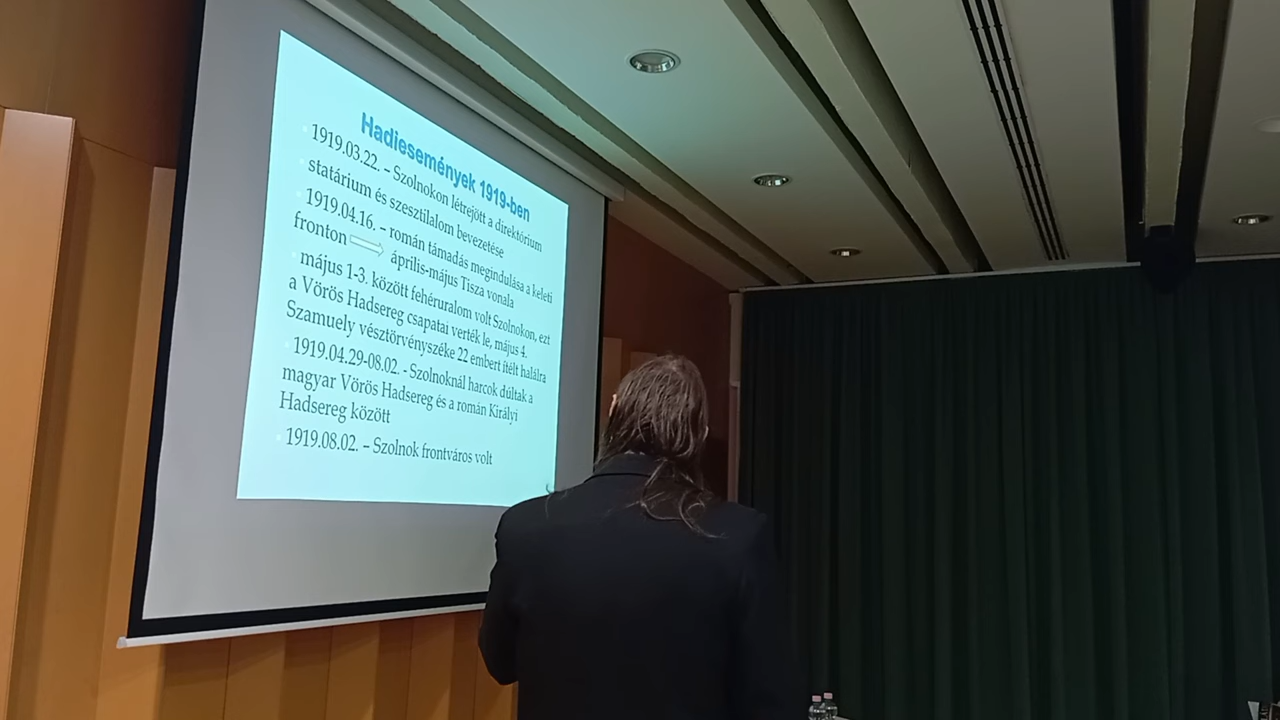 Hadiesemények 1919-ben
1919.03.22. – Szolnokon létrejött a direktórium
statárium és szesztilalom bevezetése
1919.04.16. – román támadás megindulása a keleti
fronton április-május Tisza vonala
május 1-3. között fehéruralom volt Szolnokon, ezt
a Vörös Hadsereg csapatai verték le, május 4.
Szamuely vésztörvényszéke 22 embert ítélt halálra
1919.04.29-08.02. - Szolnoknál harcok dúltak a
magyar Vörös Hadsereg és a román Királyi
Hadsereg között
1919.08.02. – Szolnok frontváros volt